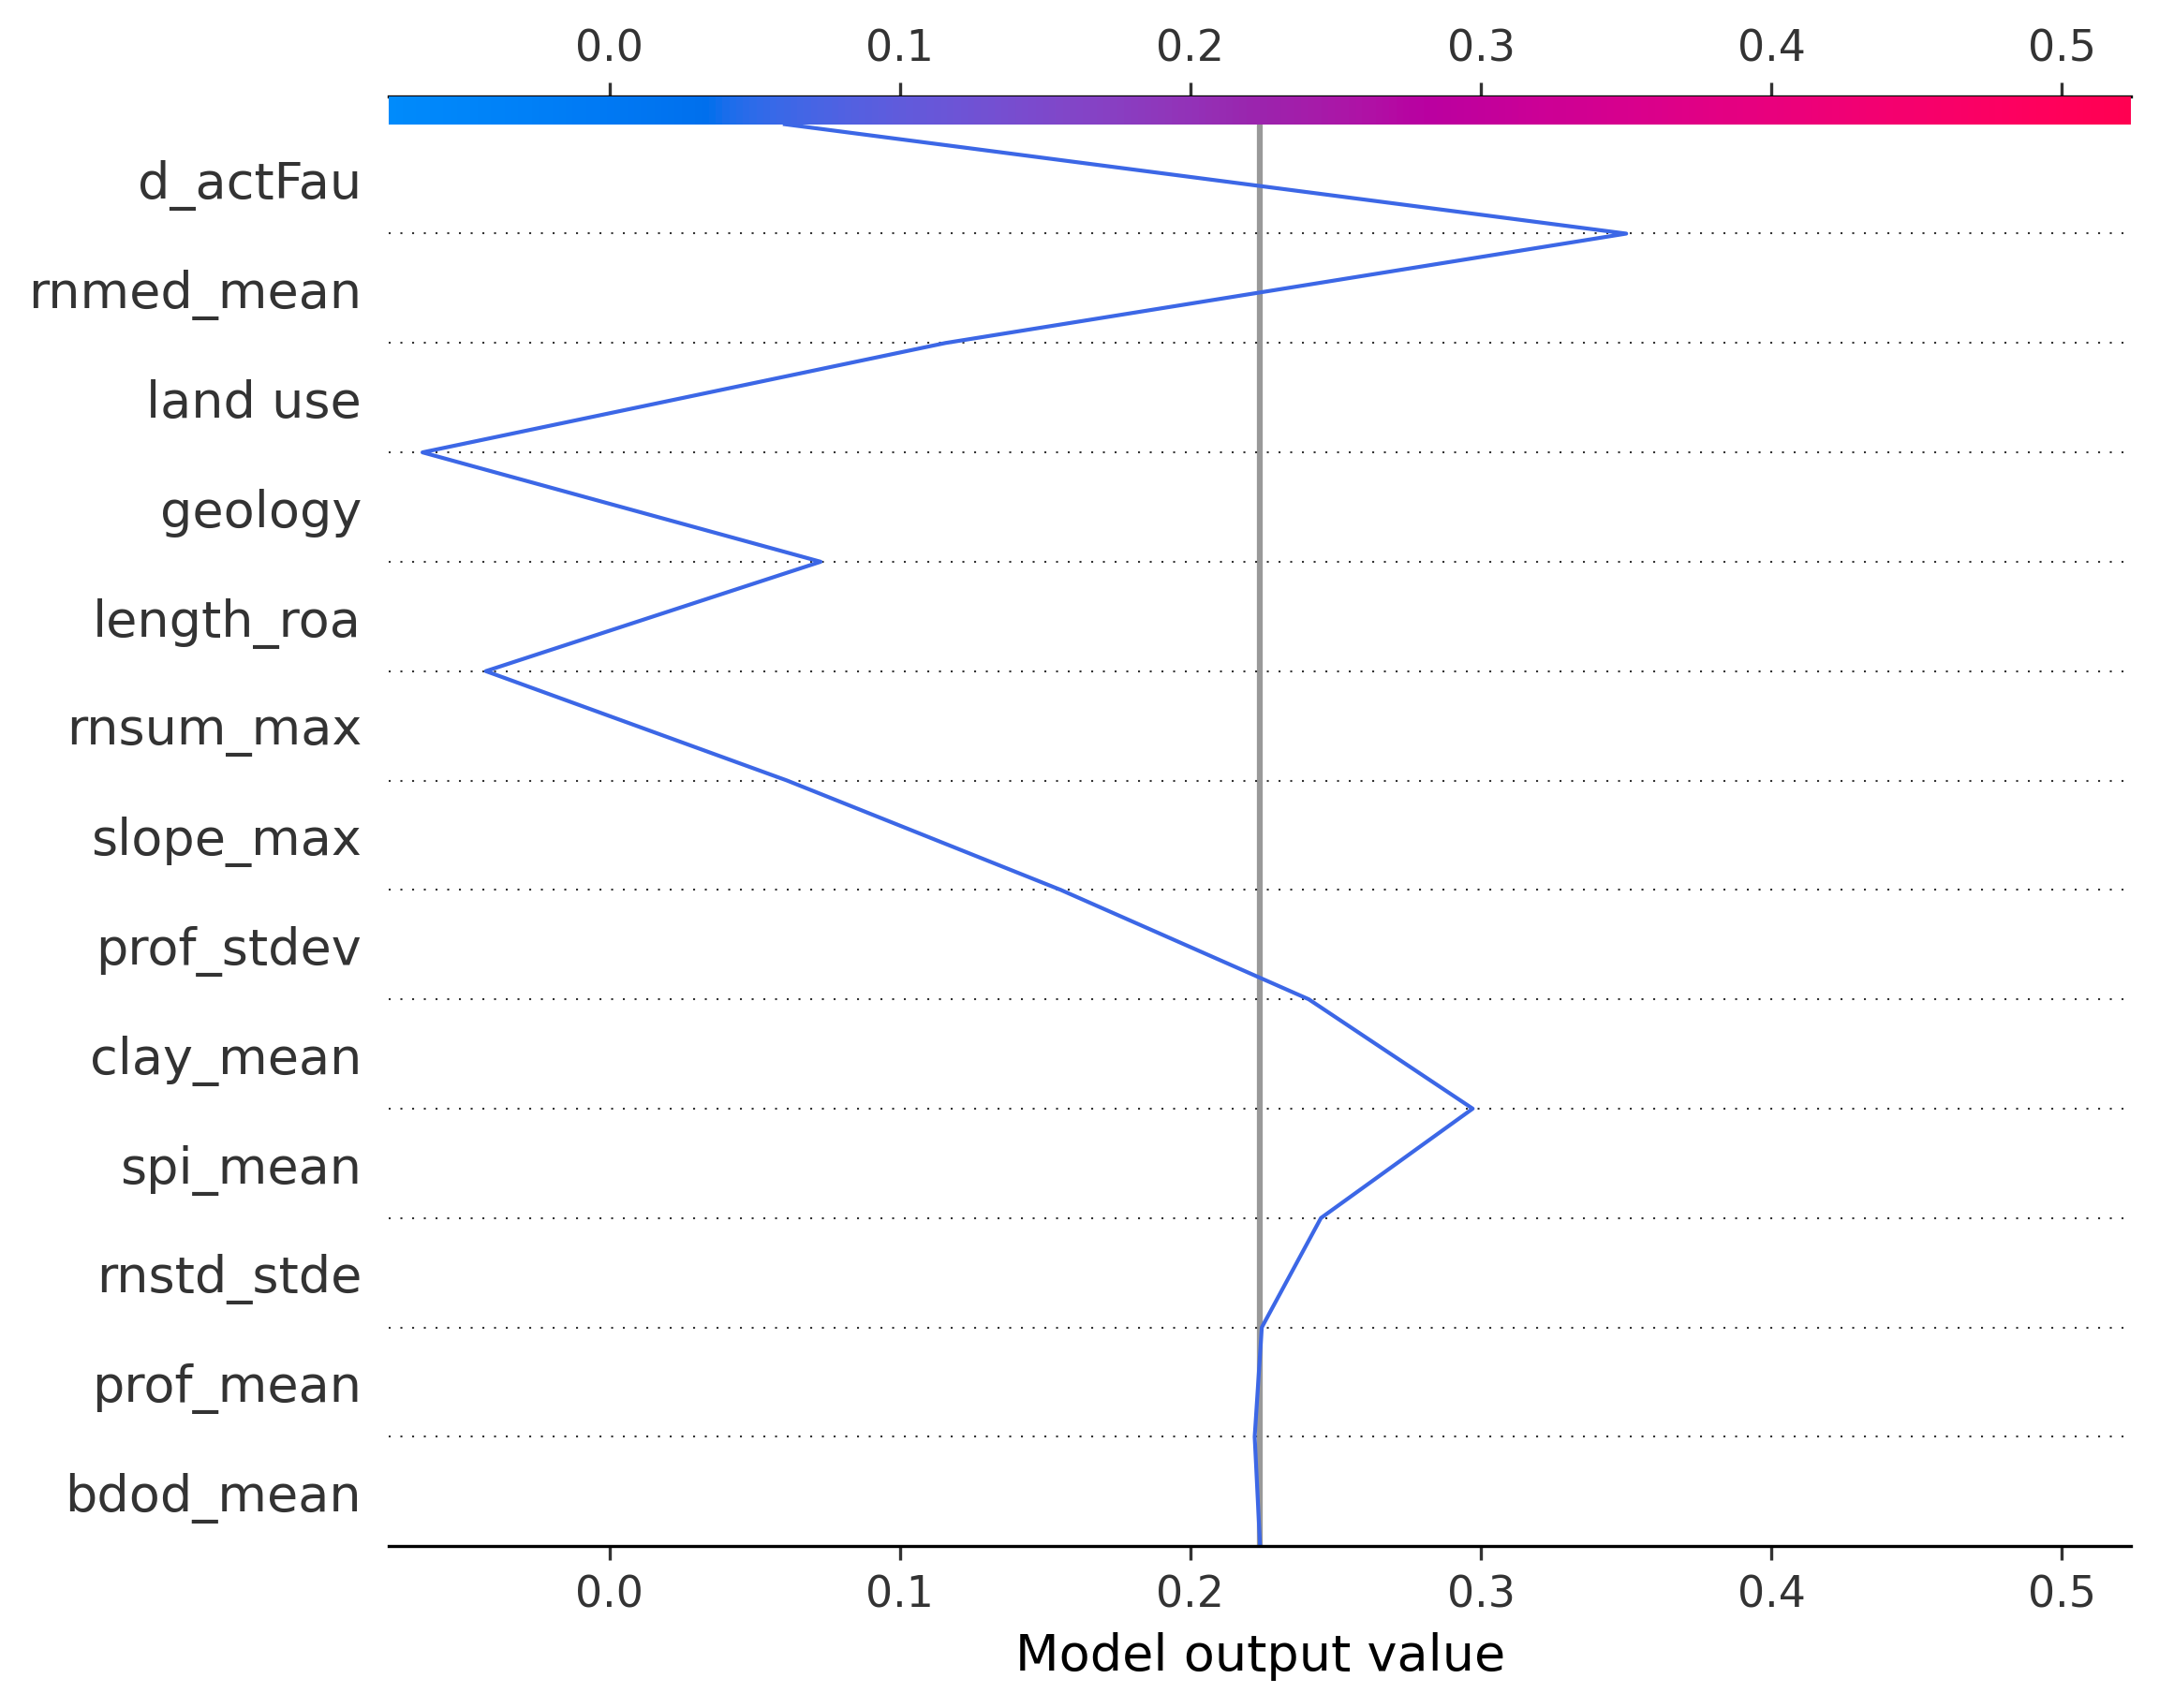 0.0 0.1 0.2 0.3 0.4 0.5
d_actFau
rnmed_mean
land use
geology
length_roa
rnsum_max
slope_max
prof_stdev
clay_mean
spi_mean
rnstd_stde
prof_mean
bdod_mean
0.0 0.1 0.2 0.3 0.4 0.5
Model output value